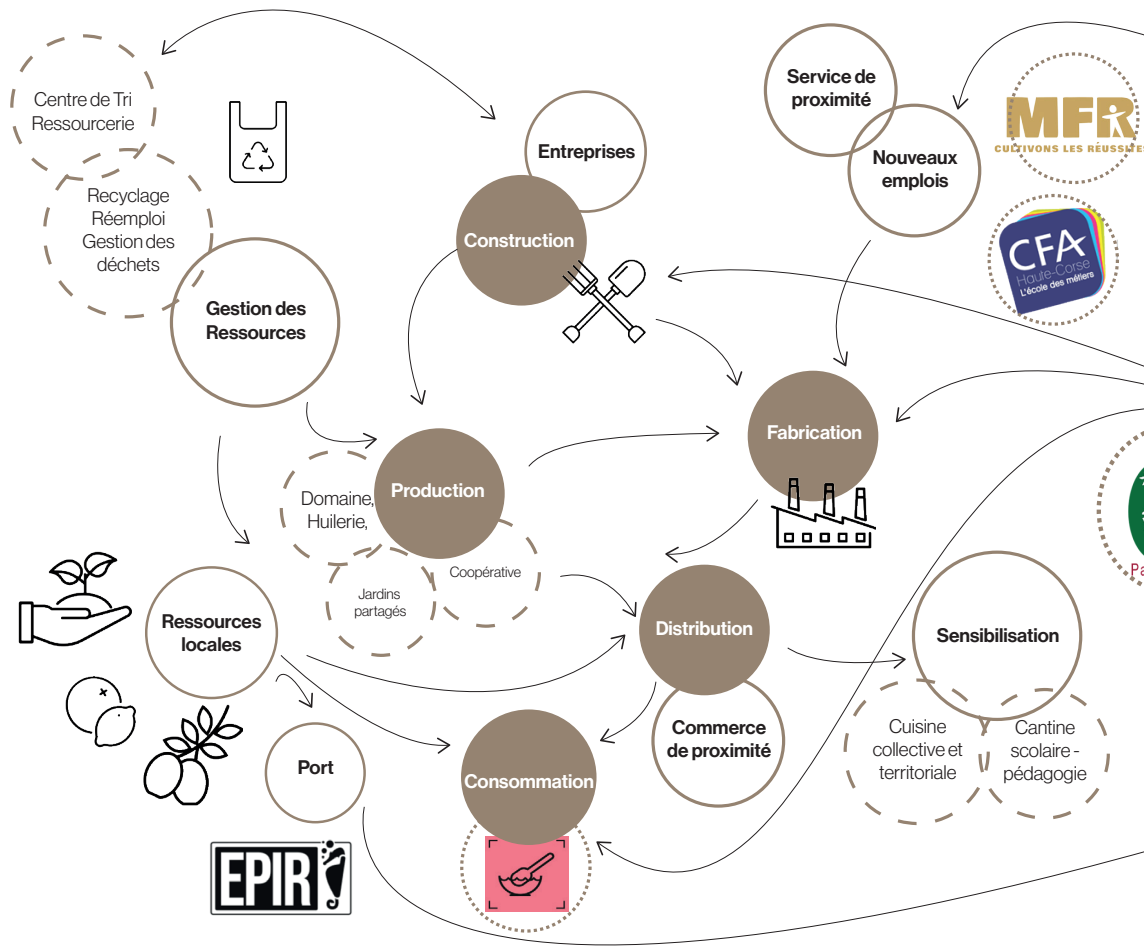 Centre de Tri
Ressourcerie
Recyclage
Réemploi
Gestion des
déchets
Gestion des
Ressources
Entreprises
Construction
Service de
proximité
Nouveaux
emplois
MFR
CULTIVONS LES RÉUSSITES
CFA
Haute-Corse
L'école des métiers
Production
Domaine,
Huilerie,
Jardins
partagés
Coopérative
Fabrication
Pa
Ressources
locales
Distribution
Commerce
de proximité
Sensibilisation
Cuisine
collective et
territoriale
Cantine
scolaire -
pédagogie
Port
Consommation
EPIR